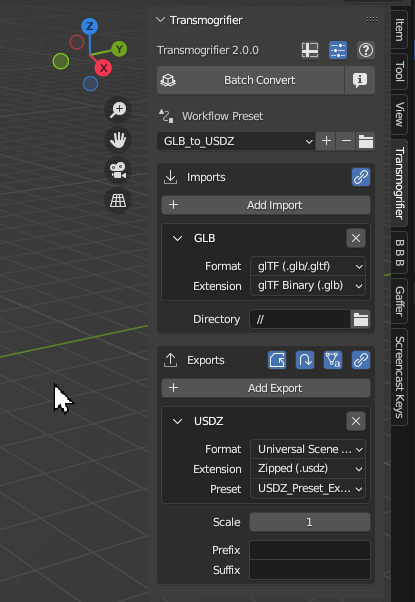 Z
Y
X
Transmogrifier
Transmogrifier 2.0.0
Batch Convert
Workflow Preset
GLB_to_USDZ
Imports
Add Import
GLB
Format glTF (.glb/.gltf)
Extension glTF Binary (.glb)
Directory //
Exports
Add Export
USDZ
Format Universal Scene ...
Extension Zipped (.usdz)
Preset USDZ_Preset_Ex...
Scale 1
Prefix
Suffix
Item
Tool
View
Transmogrifier
B B B
Gaffer
Screencast Keys